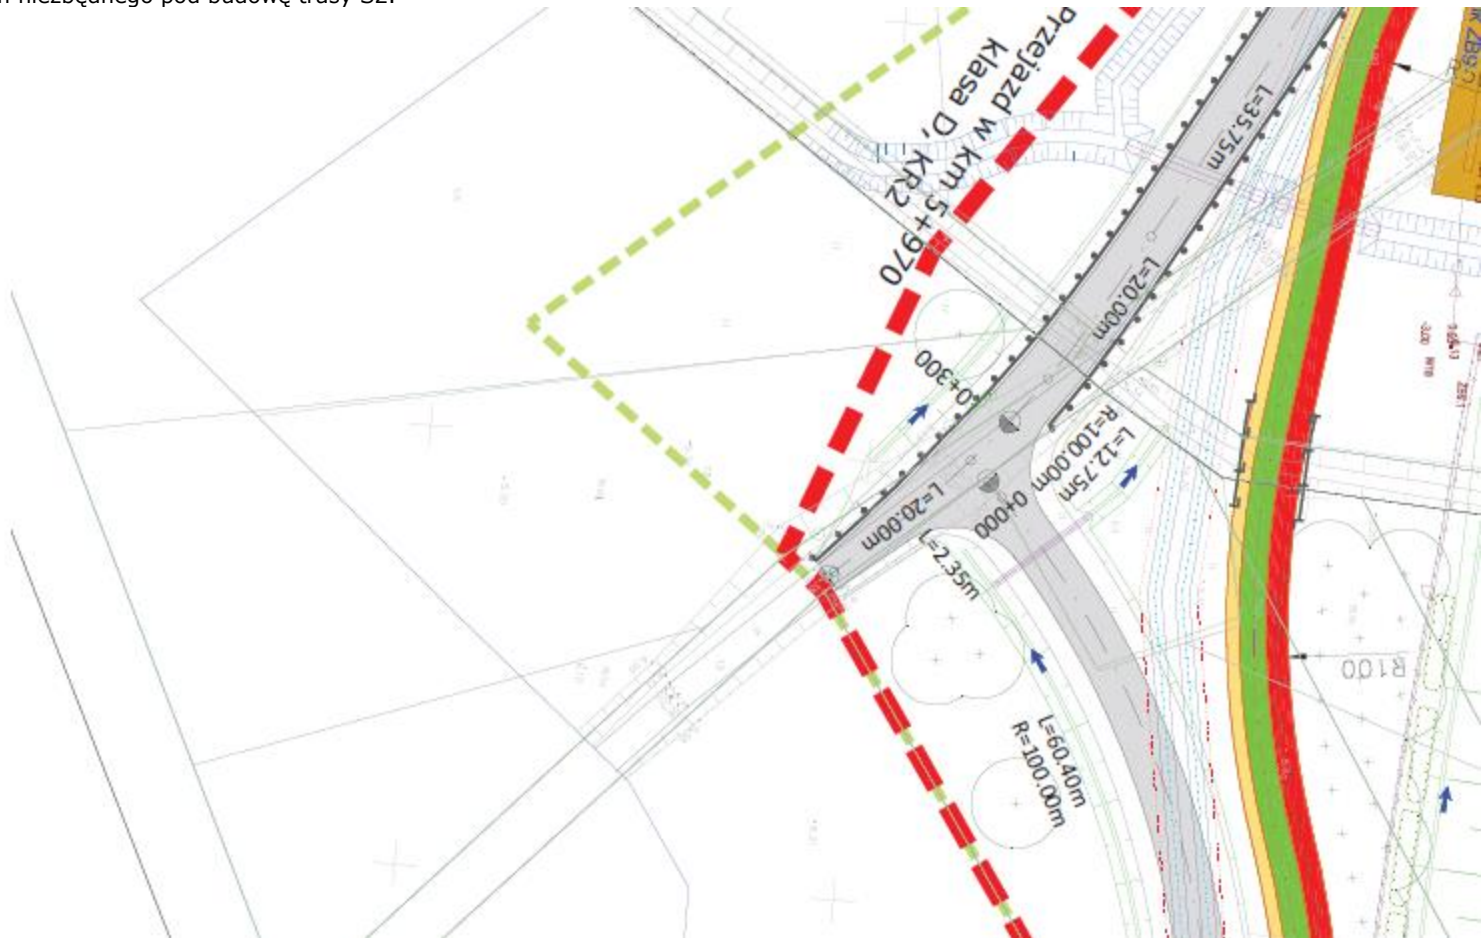 niezbędnego pod budowę trasy S2.
Przejazd w km 5+970
klasa D, KR2
L=35.75m
L=20.00m
0+300
R=100.00m
L=12.75m
L=20.00m
0+000
L=2.35m
R100
L=60.40m
R=100.00m